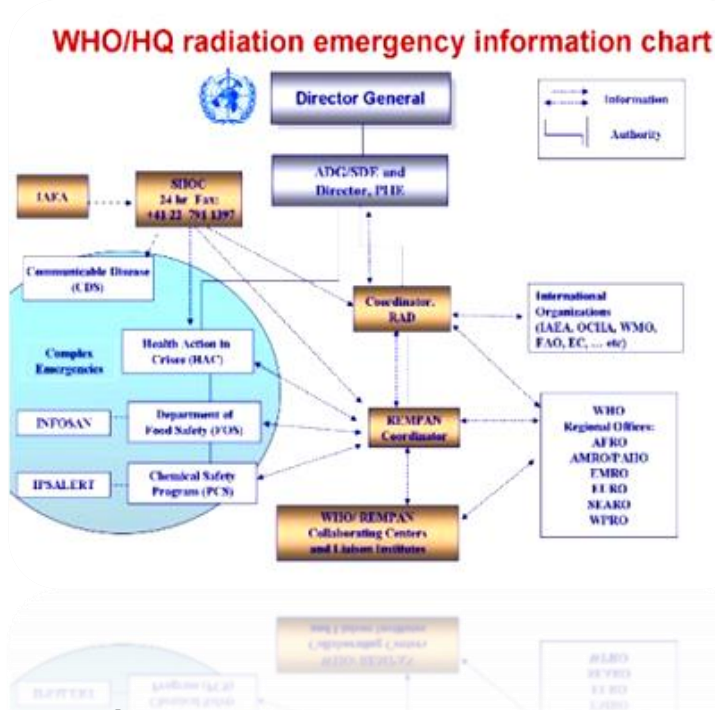 WHO/HQ radiation emergency information chart
Director General
Information
Authority
ADG/SDE and
Director, PHE
IAEA
SHOC
24 hr Fax:
+41 22 791 1397
Communicable Disease
(CDS)
Coordinator,
RAD
International
Organizations
(IAEA, OCHA, WMO,
FAO, EC, ... etc)
Complex
Emergencies
Health Action in
Crises (HAC)
INFOSAN
Department of
Food Safety (FOS)
REMPAN
Coordinator
WHO
Regional Offices:
AFRO
AMRO/PAHO
EMRO
EURO
SEARO
WPRO
IPSALERT
Chemical Safety
Program (PCS)
WHO/ REMPAN
Collaborating Centers
and Liaison Institutes